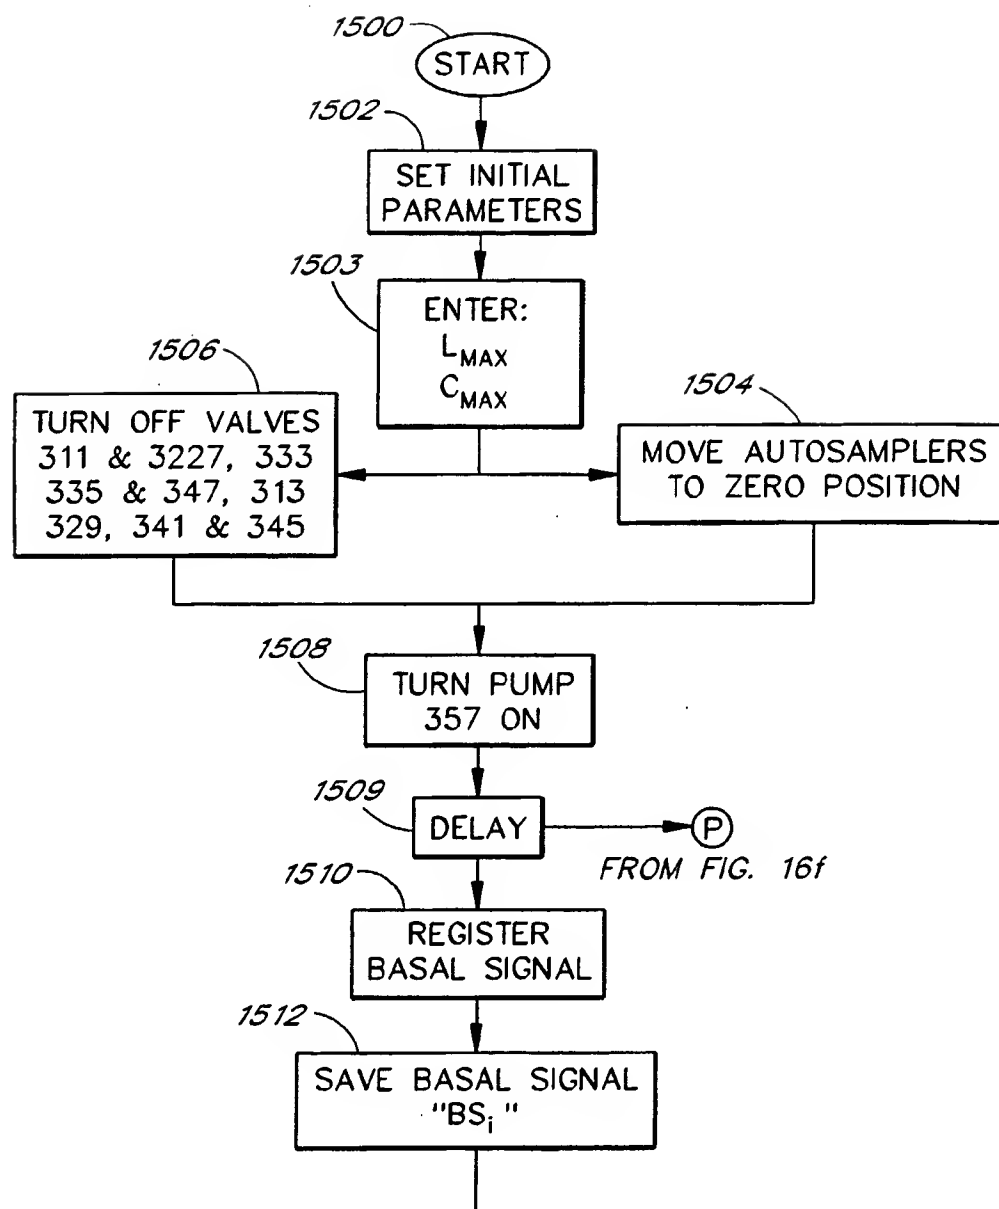 1500
START
1502
SET INITIAL
PARAMETERS
1503
ENTER:
LMAX
CMAX
1506
TURN OFF VALVES
311 & 3227, 333
335 & 347, 313
329, 341 & 345
1504
MOVE AUTOSAMPLERS
TO ZERO POSITION
1508
TURN PUMP
357 ON
1509
DELAY
P
FROM FIG. 16f
1510
REGISTER
BASAL SIGNAL
1512
SAVE BASAL SIGNAL
"BSi"